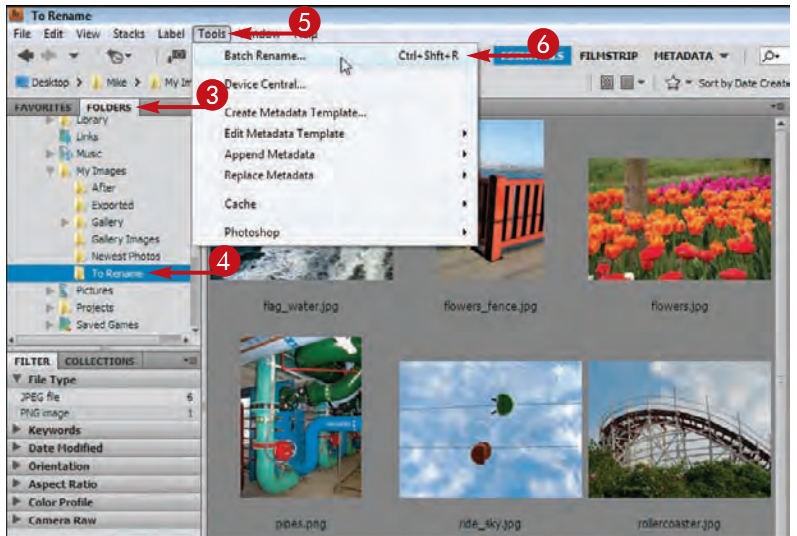 To Rename
File Edit View Stacks Label Tools Window Help
5
Batch Rename... Ctrl+Shft+R
6
ESSENTIALS FILMSTRIP METADATA
Desktop > Mike > My Im
Device Central...
Sort by Date Create
3
FAVORITES FOLDERS
Library
Links
Music
My Images
After
Exported
Gallery
Gallery Images
Newest Photos
To Rename
4
Pictures
Projects
Saved Games
Create Metadata Template...
Edit Metadata Template
Append Metadata
Replace Metadata
Cache
Photoshop
flag_water.jpg flowers_fence.jpg flowers.jpg
FILTER COLLECTIONS
File Type
JPEG file 6
PNG image 1
Keywords
Date Modified
Orientation
Aspect Ratio
Color Profile
Camera Raw
pipes.png ride_sky.jpg rollercoaster.jpg